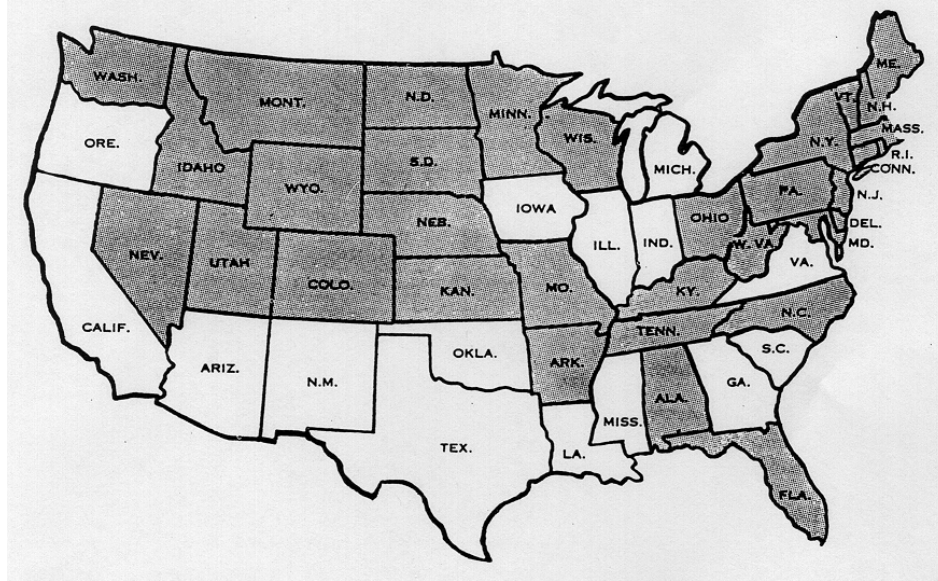 WASH.
MONT.
N.D.
MINN.
ME.
VT.
N.H.
ORE.
IDAHO
WYO.
S.D.
WIS.
MICH.
N.Y.
MASS.
R.I.
CONN.
NEV.
UTAH
COLO.
NEB.
IOWA
ILL.
IND.
OHIO
PA.
N.J.
DEL.
MD.
W. VA.
VA.
CALIF.
ARIZ.
N.M.
KAN.
OKLA.
MO.
KY.
TENN.
N.C.
S.C.
ARK.
TEX.
LA.
MISS.
ALA.
GA.
FLA.